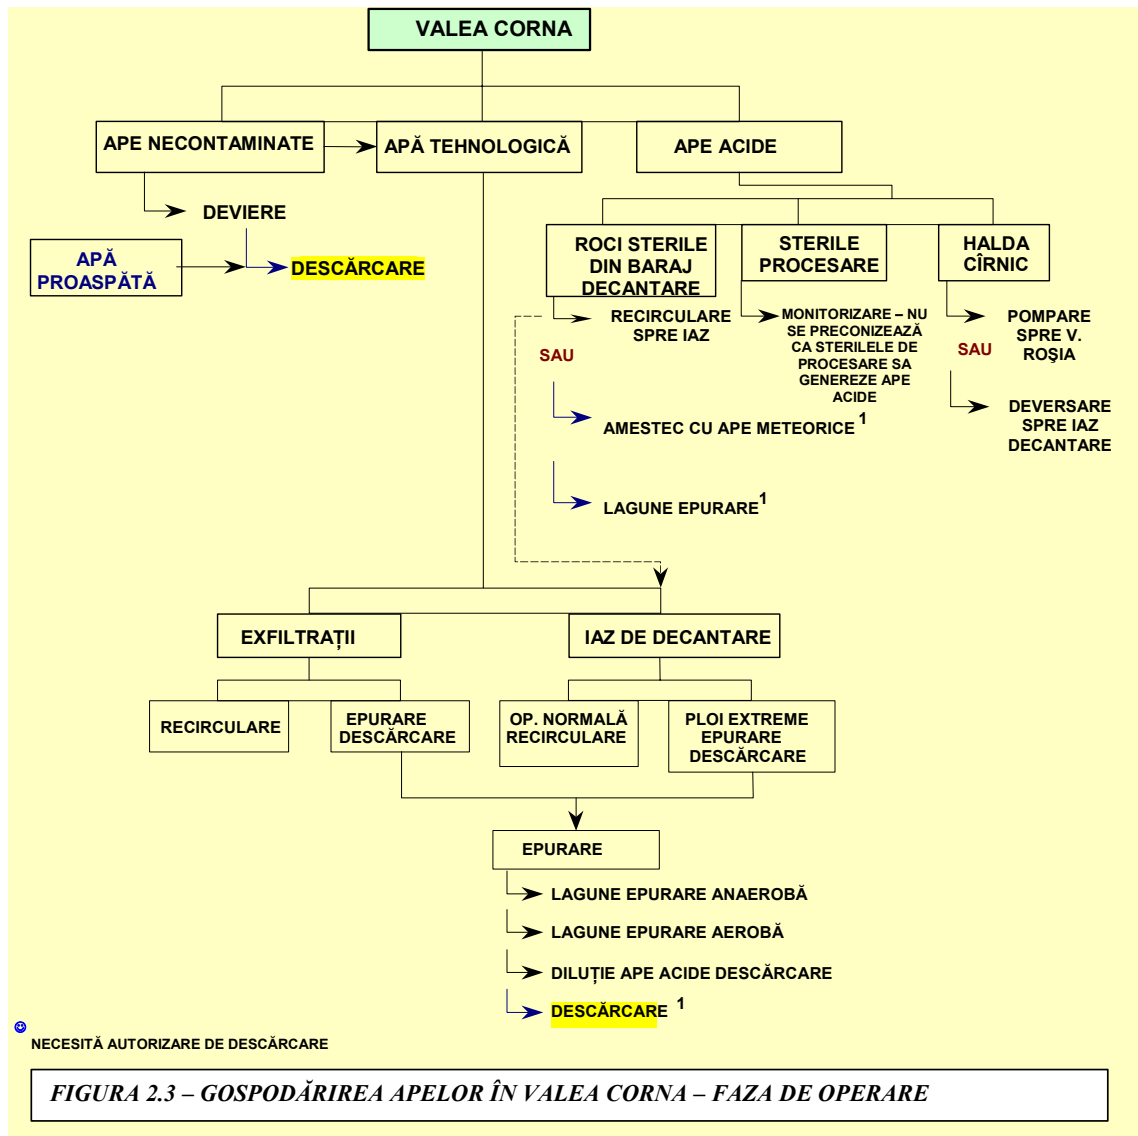 VALEA CORNA
APE NECONTAMINATE
APĂ TEHNOLOGICĂ
APE ACIDE
DEVIERE
APĂ
PROASPĂTĂ
DESCĂRCARE
ROCI STERILE
DIN BARAJ
DECANTARE
STERILE
PROCESARE
HALDA
CÎRNIC
RECIRCULARE
SPRE IAZ
SAU
AMESTEC CU APE METEORICE 1
LAGUNE EPURARE1
MONITORIZARE – NU
SE PRECONIZEAZĂ
CA STERILELE DE
PROCESARE SA
GENEREZE APE
ACIDE
POMPARE
SPRE V.
ROŞIA
SAU
DEVERSARE
SPRE IAZ
DECANTARE
EXFILTRAȚII
IAZ DE DECANTARE
RECIRCULARE
EPURARE
DESCĂRCARE
OP. NORMALĂ
RECIRCULARE
PLOI EXTREME
EPURARE
DESCĂRCARE
EPURARE
LAGUNE EPURARE ANAEROBĂ
LAGUNE EPURARE AEROBĂ
DILUȚIE APE ACIDE DESCĂRCARE
DESCĂRCARE 1
NECESITĂ AUTORIZARE DE DESCĂRCARE
FIGURA 2.3 – GOSPODĂRIREA APELOR ÎN VALEA CORNA – FAZA DE OPERARE